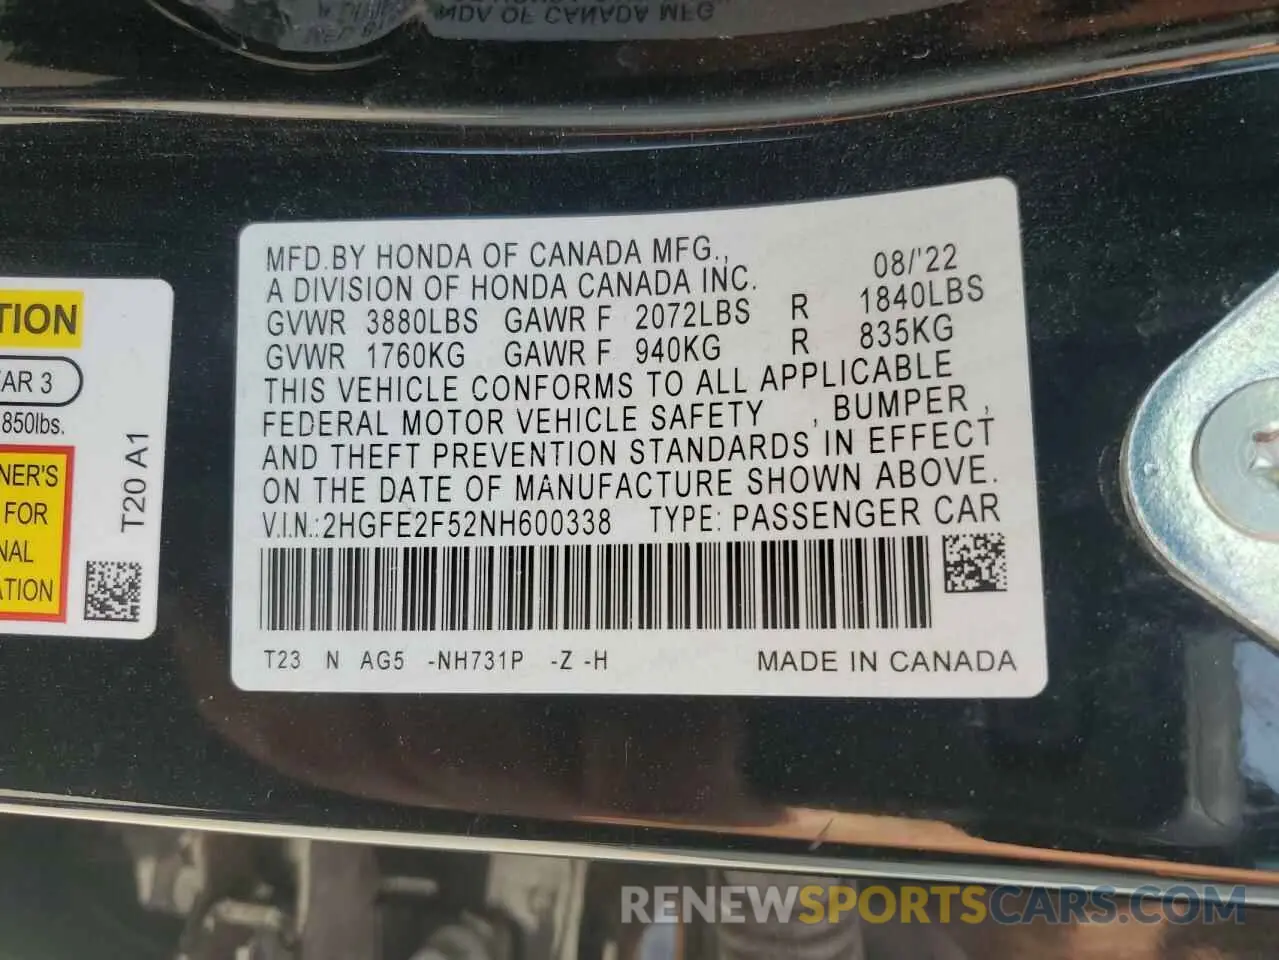 NDA OF CANADA MFG
MFD.BY HONDA OF CANADA MFG., 08/'22
A DIVISION OF HONDA CANADA INC.
GVWR 3880LBS GAWR F 2072LBS R 1840LBS
GVWR 1760KG GAWR F 940KG R 835KG
THIS VEHICLE CONFORMS TO ALL APPLICABLE
FEDERAL MOTOR VEHICLE SAFETY , BUMPER ,
AND THEFT PREVENTION STANDARDS IN EFFECT
ON THE DATE OF MANUFACTURE SHOWN ABOVE.
V.I.N.:2HGFE2F52NH600338 TYPE: PASSENGER CAR
T23 N AG5 -NH731P -Z -H MADE IN CANADA
TION
AR 3
850lbs.
NER'S
FOR
NAL
ATION
T20 A1
RENEWSPORTSCARS.COM